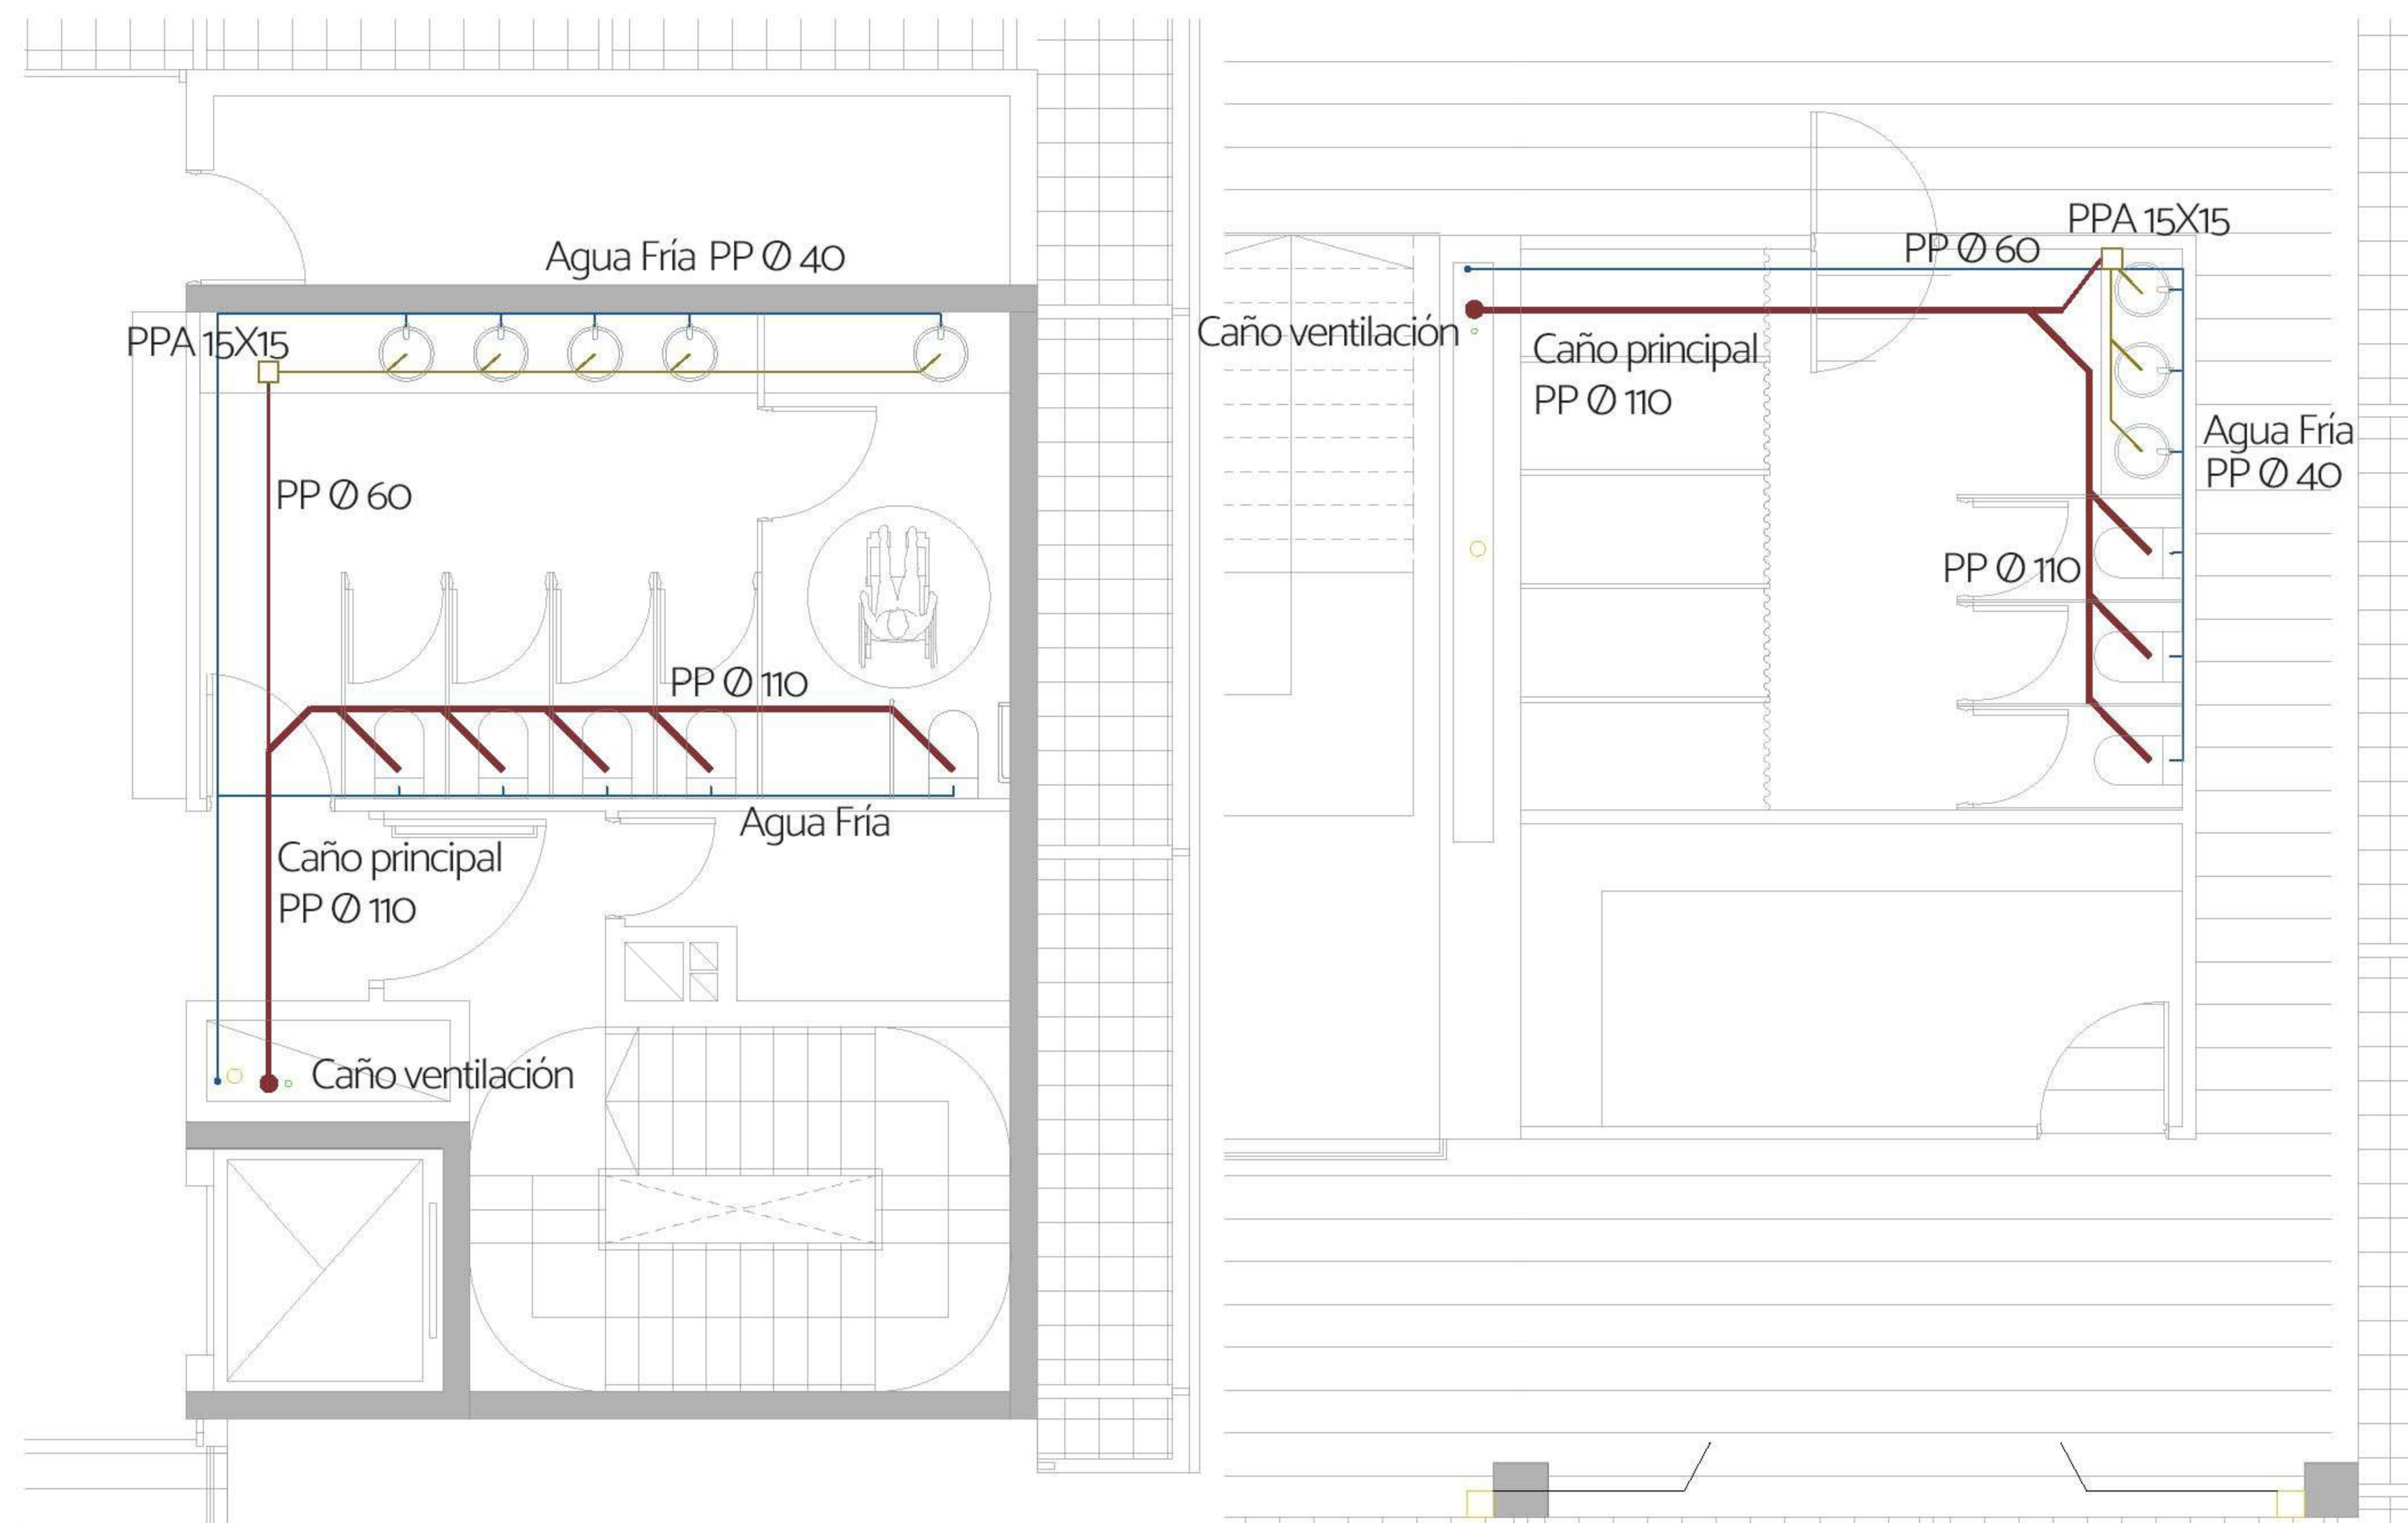 Agua Fría PP Ø 40
PPA 15X15
PP Ø 60
PP Ø 110
Agua Fría
Caño principal
PP Ø 110
Caño ventilación
PPA 15X15
PP Ø 60
Caño ventilación
Caño principal
PP Ø 110
Agua Fría
PP Ø 40
PP Ø 110